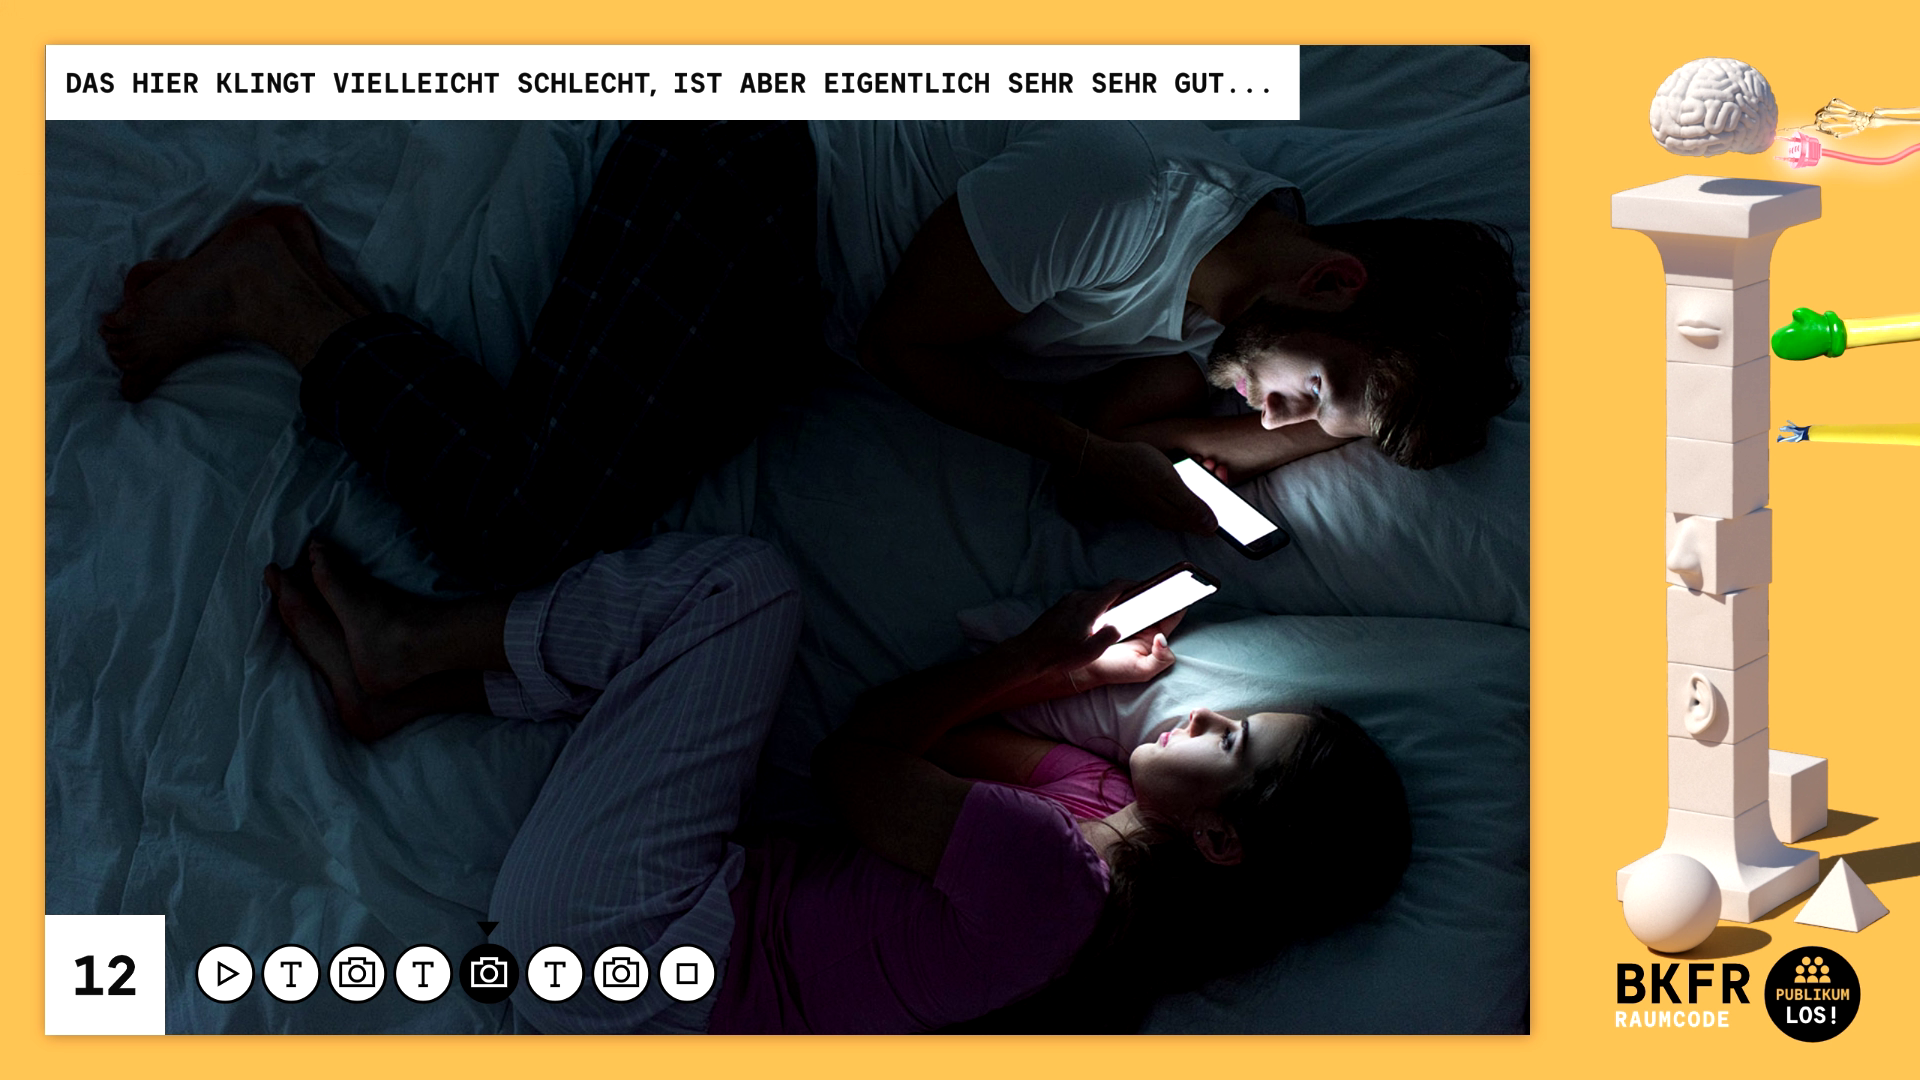 DAS HIER KLINGT VIELLEICHT SCHLECHT, IST ABER EIGENTLICH SEHR SEHR GUT...
12
T
T
T
BKFR
RAUMCODE
PUBLIKUM
LOS!